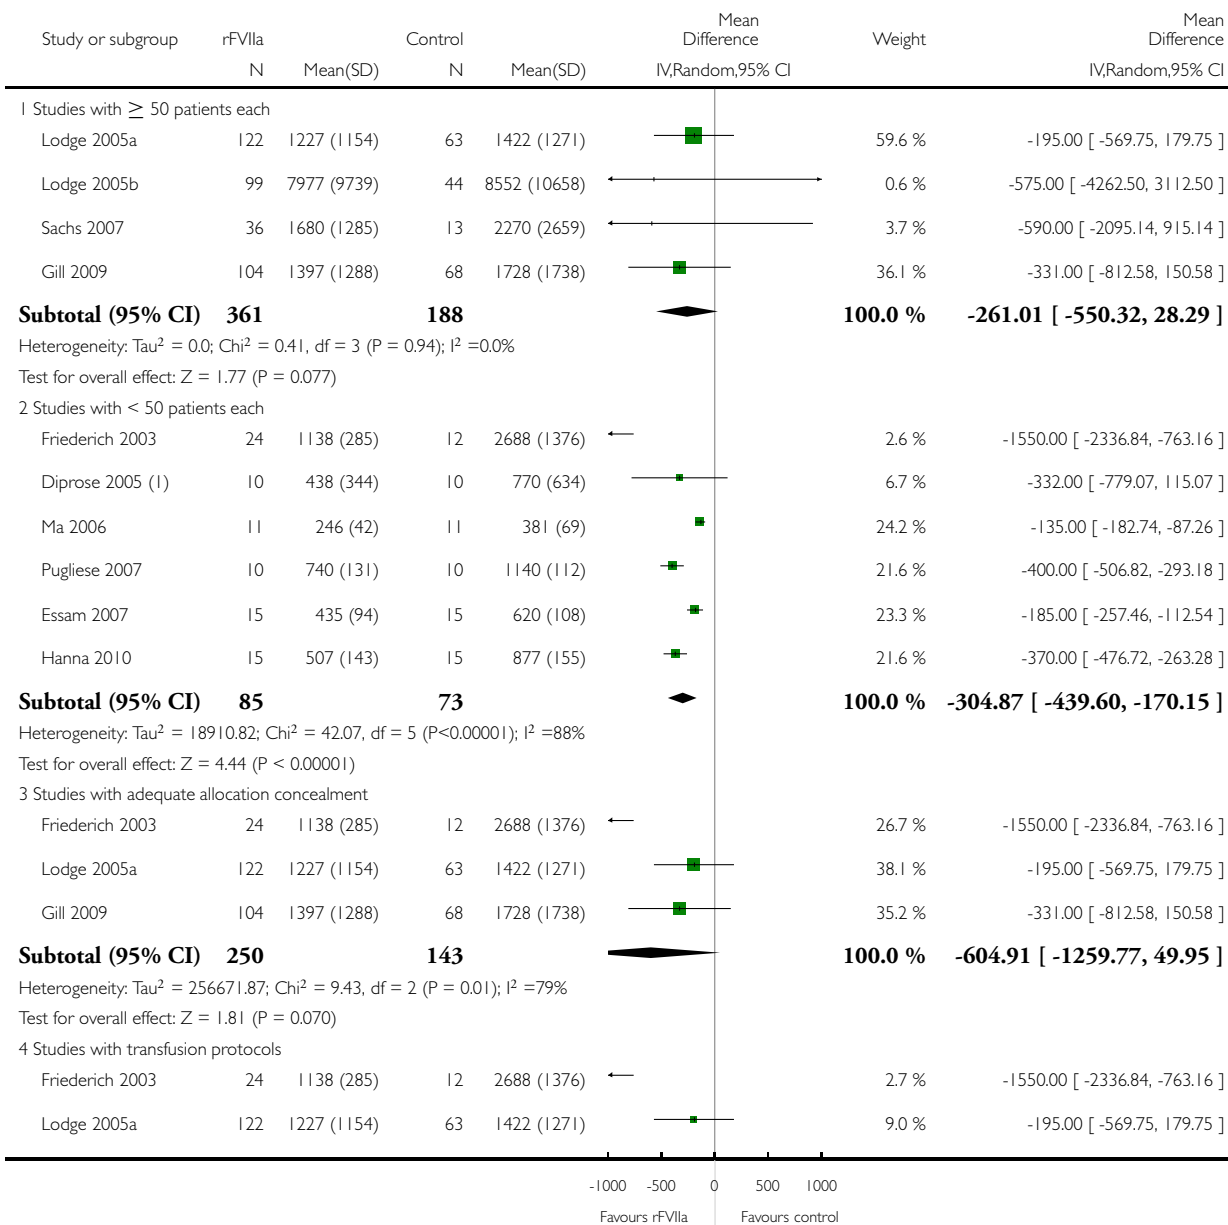 Study or subgroup rFVIIa Control Mean Difference Weight Mean Difference
N Mean(SD) N Mean(SD) IV,Random,95% CI IV,Random,95% CI
1 Studies with ≥ 50 patients each
Lodge 2005a 122 1227 (1154) 63 1422 (1271) 59.6 % -195.00 [ -569.75, 179.75 ]
Lodge 2005b 99 7977 (9739) 44 8552 (10658) 0.6 % -575.00 [ -4262.50, 3112.50 ]
Sachs 2007 36 1680 (1285) 13 2270 (2659) 3.7 % -590.00 [ -2095.14, 915.14 ]
Gill 2009 104 1397 (1288) 68 1728 (1738) 36.1 % -331.00 [ -812.58, 150.58 ]
Subtotal (95% CI) 361 188 100.0 % -261.01 [ -550.32, 28.29 ]
Heterogeneity: Tau² = 0.0; Chi² = 0.41, df = 3 (P = 0.94); I² =0.0%
Test for overall effect: Z = 1.77 (P = 0.077)
2 Studies with < 50 patients each
Friederich 2003 24 1138 (285) 12 2688 (1376) 2.6 % -1550.00 [ -2336.84, -763.16 ]
Diprose 2005 (1) 10 438 (344) 10 770 (634) 6.7 % -332.00 [ -779.07, 115.07 ]
Ma 2006 11 246 (42) 11 381 (69) 24.2 % -135.00 [ -182.74, -87.26 ]
Pugliese 2007 10 740 (131) 10 1140 (112) 21.6 % -400.00 [ -506.82, -293.18 ]
Essam 2007 15 435 (94) 15 620 (108) 23.3 % -185.00 [ -257.46, -112.54 ]
Hanna 2010 15 507 (143) 15 877 (155) 21.6 % -370.00 [ -476.72, -263.28 ]
Subtotal (95% CI) 85 73 100.0 % -304.87 [ -439.60, -170.15 ]
Heterogeneity: Tau² = 18910.82; Chi² = 42.07, df = 5 (P<0.00001); I² =88%
Test for overall effect: Z = 4.44 (P < 0.00001)
3 Studies with adequate allocation concealment
Friederich 2003 24 1138 (285) 12 2688 (1376) 26.7 % -1550.00 [ -2336.84, -763.16 ]
Lodge 2005a 122 1227 (1154) 63 1422 (1271) 38.1 % -195.00 [ -569.75, 179.75 ]
Gill 2009 104 1397 (1288) 68 1728 (1738) 35.2 % -331.00 [ -812.58, 150.58 ]
Subtotal (95% CI) 250 143 100.0 % -604.91 [ -1259.77, 49.95 ]
Heterogeneity: Tau² = 256671.87; Chi² = 9.43, df = 2 (P = 0.01); I² =79%
Test for overall effect: Z = 1.81 (P = 0.070)
4 Studies with transfusion protocols
Friederich 2003 24 1138 (285) 12 2688 (1376) 2.7 % -1550.00 [ -2336.84, -763.16 ]
Lodge 2005a 122 1227 (1154) 63 1422 (1271) 9.0 % -195.00 [ -569.75, 179.75 ]
-1000 -500 0 500 1000
Favours rFVIIa Favours control